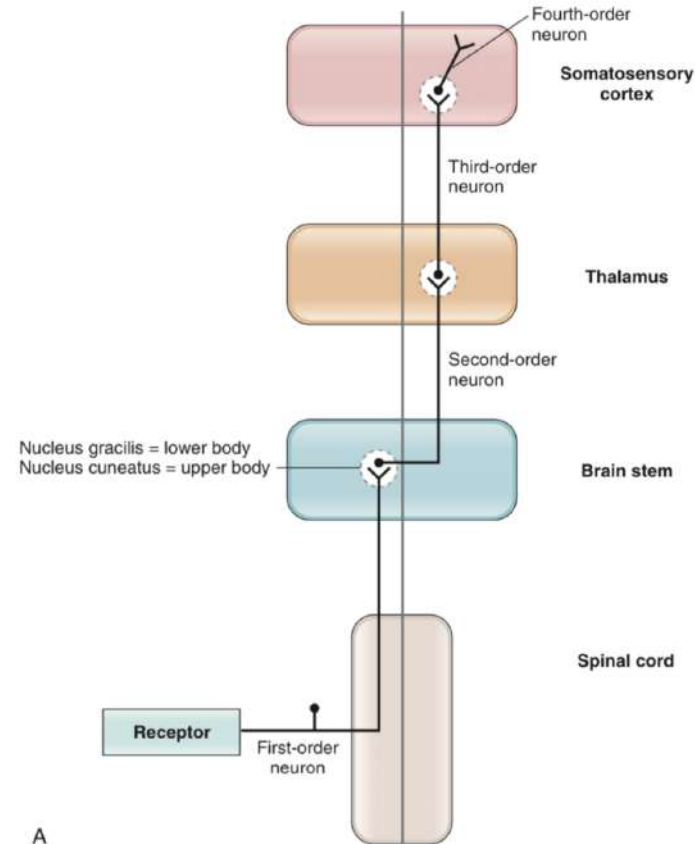 Fourth-order
neuron
Somatosensory
cortex
Third-order
neuron
Thalamus
Second-order
neuron
Nucleus gracilis = lower body
Nucleus cuneatus = upper body
Brain stem
Spinal cord
Receptor
First-order
neuron
A